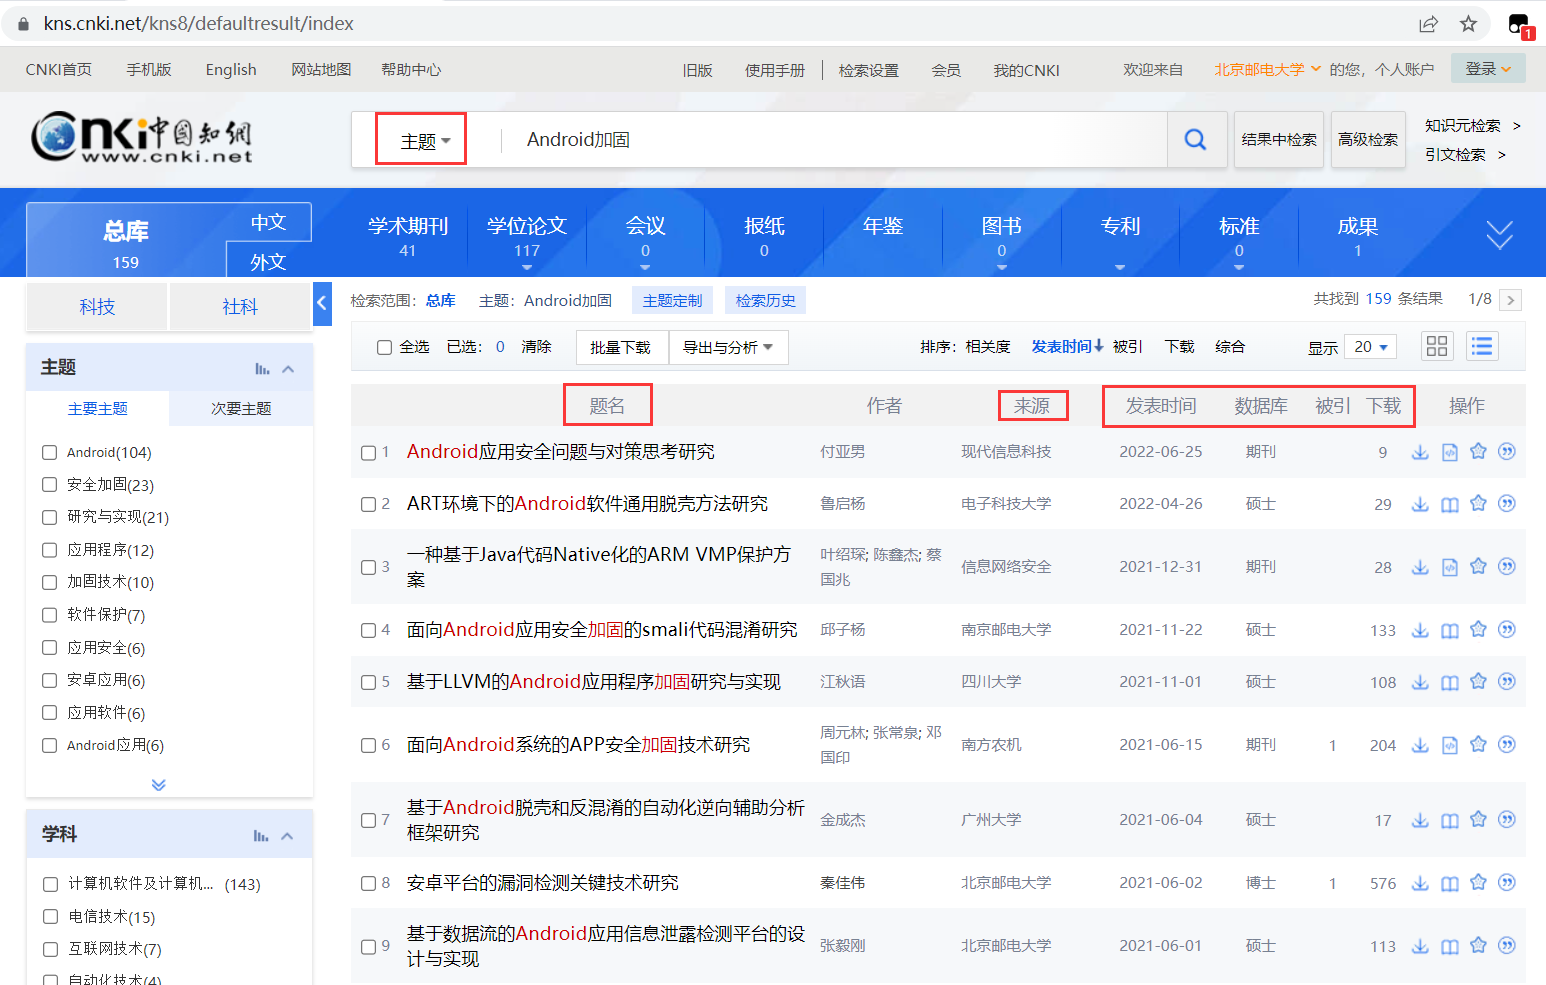 kns.cnki.net/kns8/defaultresult/index
1
CNKI首页 手机版 English 网站地图 帮助中心 旧版 使用手册 检索设置 会员 我的CNKI 欢迎来自 北京邮电大学 的您，个人账户 登录
CNKi中国知網
www.cnki.net
主题 Android加固 结果中检索 高级检索
知识元检索 >
引文检索 >
总库 159 中文 外文
学术期刊 41
学位论文 117
会议 0
报纸 0
年鉴
图书 0
专利
标准 0
成果 1
科技 社科
检索范围：总库 主题：Android加固 主题定制 检索历史 共找到 159 条结果 1/8 >
全选 已选：0 清除 批量下载 导出与分析 排序：相关度 发表时间↓ 被引 下载 综合 显示 20
主题
主要主题 次要主题
Android(104)
安全加固(23)
研究与实现(21)
应用程序(12)
加固技术(10)
软件保护(7)
应用安全(6)
安卓应用(6)
应用软件(6)
Android应用(6)
学科
计算机软件及计算机... (143)
电信技术(15)
互联网技术(7)
自动化技术(4)
题名 作者 来源 发表时间 数据库 被引 下载 操作
1 Android应用安全问题与对策思考研究 付亚男 现代信息科技 2022-06-25 期刊 9
2 ART环境下的Android软件通用脱壳方法研究 鲁启杨 电子科技大学 2022-04-26 硕士 29
3 一种基于Java代码Native化的ARM VMP保护方
案 叶绍琛; 陈鑫杰; 蔡
国兆 信息网络安全 2021-12-31 期刊 28
4 面向Android应用安全加固的smali代码混淆研究 邱子杨 南京邮电大学 2021-11-22 硕士 133
5 基于LLVM的Android应用程序加固研究与实现 江秋语 四川大学 2021-11-01 硕士 108
6 面向Android系统的APP安全加固技术研究 周元林; 张常泉; 邓
国印 南方农机 2021-06-15 期刊 1 204
7 基于Android脱壳和反混淆的自动化逆向辅助分析
框架研究 金成杰 广州大学 2021-06-04 硕士 17
8 安卓平台的漏洞检测关键技术研究 秦佳伟 北京邮电大学 2021-06-02 博士 1 576
9 基于数据流的Android应用信息泄露检测平台的设
计与实现 张毅刚 北京邮电大学 2021-06-01 硕士 113